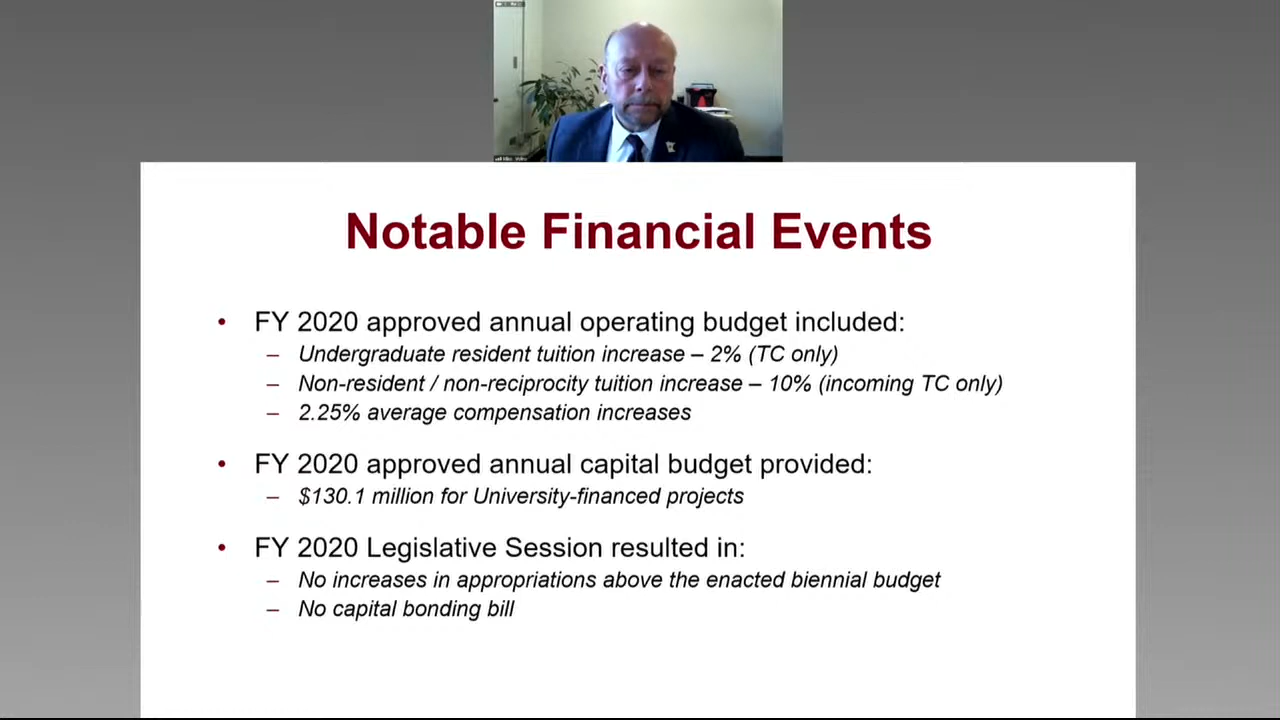 Notable Financial Events
• FY 2020 approved annual operating budget included:
– Undergraduate resident tuition increase – 2% (TC only)
– Non-resident / non-reciprocity tuition increase – 10% (incoming TC only)
– 2.25% average compensation increases
• FY 2020 approved annual capital budget provided:
– $130.1 million for University-financed projects
• FY 2020 Legislative Session resulted in:
– No increases in appropriations above the enacted biennial budget
– No capital bonding bill